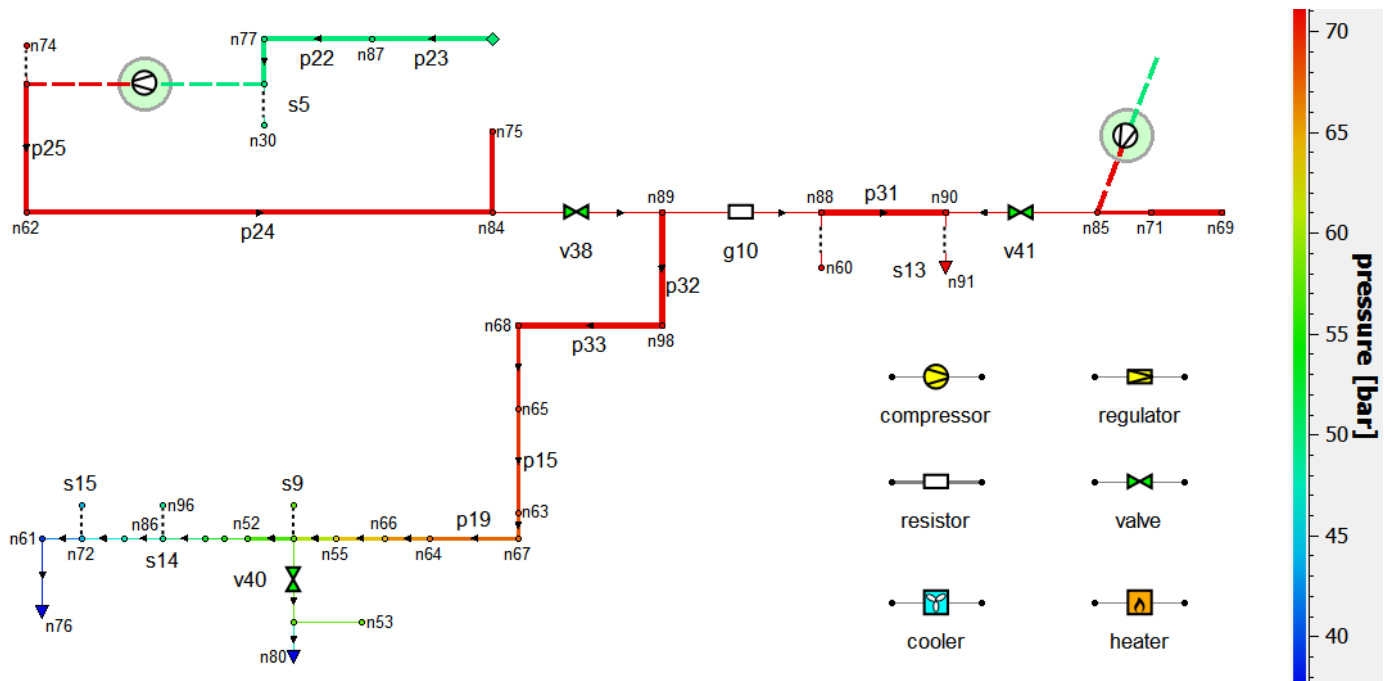 n74
n77
p22
n87
p23
70
s5
n30
p25
n75
65
n89
n88
p31
n90
n62
p24
n84
v38
g10
n60
s13
n91
v41
n85
n71
n69
60
p32
n68
p33
n98
55
compressor
regulator
n65
50
pressure [bar]
p15
s15
n96
s9
n63
resistor
valve
n61
n72
n86
s14
n52
n55
n66
n64
p19
n67
45
v40
n76
n53
n80
cooler
heater
40